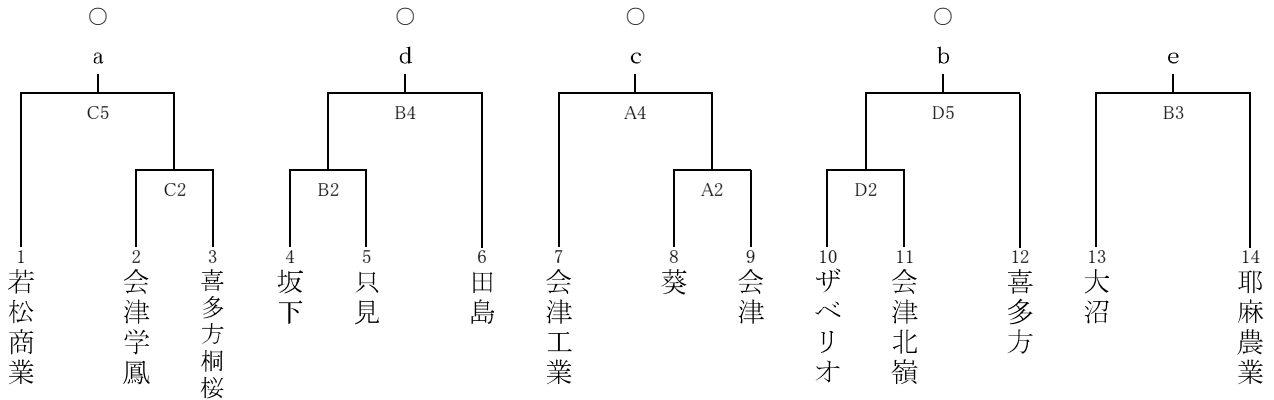 ○ ○ ○ ○
a d c b e
C5 B4 A4 D5 B3
C2 B2 A2 D2
1 2 3 4 5 6 7 8 9 10 11 12 13 14
若松商業
会津学鳳
喜多方桐桜
坂下
只見
田島
会津工業
葵
会津
ザベリオ
会津北嶺
喜多方
大沼
耶麻農業